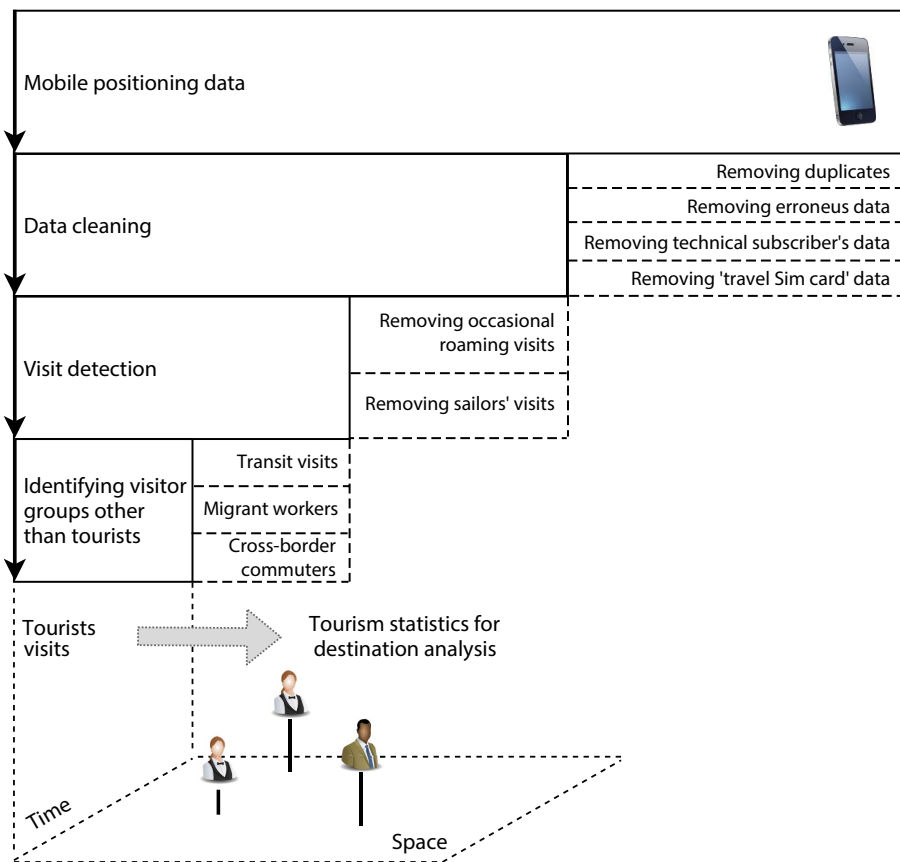 Mobile positioning data
Data cleaning
Removing duplicates
Removing erroneus data
Removing technical subscriber's data
Removing 'travel Sim card' data
Visit detection
Removing occasional
roaming visits
Removing sailors' visits
Identifying visitor
groups other
than tourists
Transit visits
Migrant workers
Cross-border
commuters
Tourists
visits
Tourism statistics for
destination analysis
Time
Space